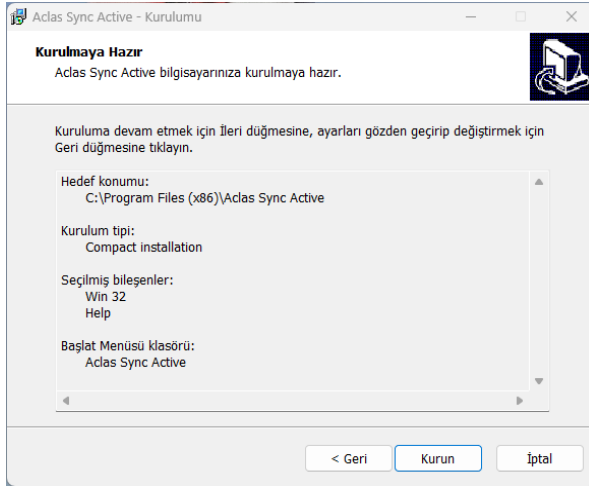 Aclas Sync Active - Kurulumu
Kurulmaya Hazır
Aclas Sync Active bilgisayarınıza kurulmaya hazır.
Kuruluma devam etmek için İleri düğmesine, ayarları gözden geçirip değiştirmek için
Geri düğmesine tıklayın.
Hedef konumu:
C:\Program Files (x86)\Aclas Sync Active
Kurulum tipi:
Compact installation
Seçilmiş bileşenler:
Win 32
Help
Başlat Menüsü klasörü:
Aclas Sync Active
< Geri
Kurun
İptal